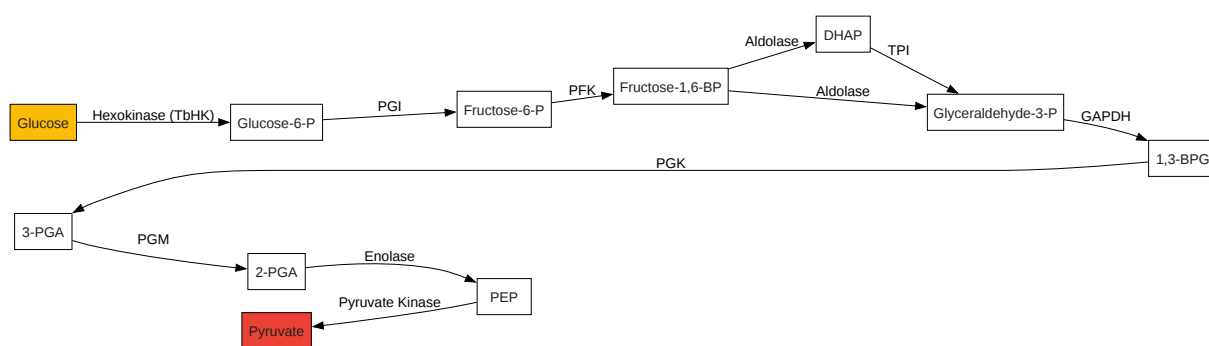 Glucose
Hexokinase (TbHK)
Glucose-6-P
PGI
Fructose-6-P
PFK
Fructose-1,6-BP
Aldolase
DHAP
TPI
Aldolase
Glyceraldehyde-3-P
GAPDH
1,3-BPG
PGK
3-PGA
PGM
2-PGA
Enolase
PEP
Pyruvate Kinase
Pyruvate